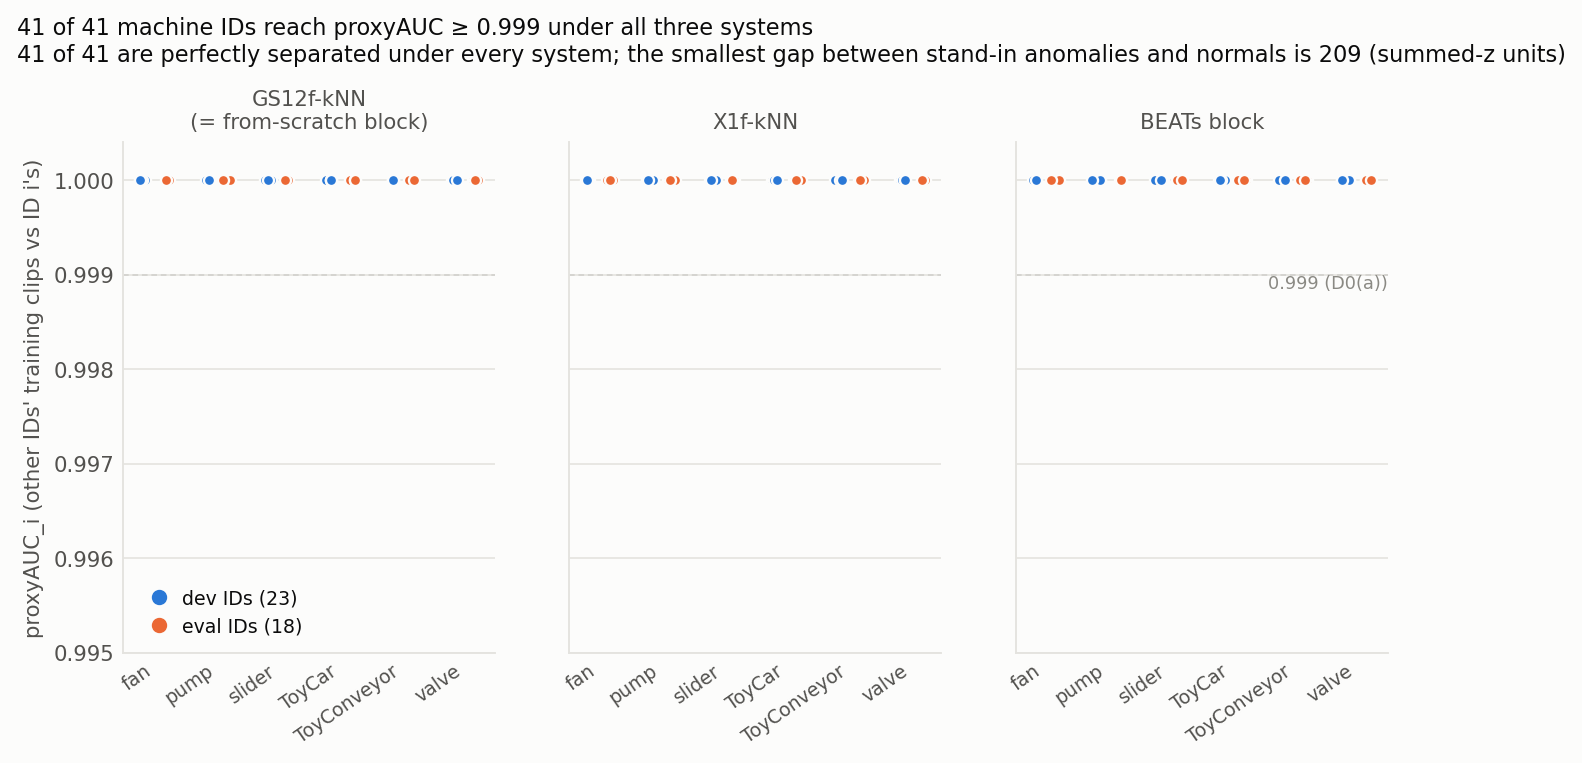 41 of 41 machine IDs reach proxyAUC ≥ 0.999 under all three systems
41 of 41 are perfectly separated under every system; the smallest gap between stand-in anomalies and normals is 209 (summed-z units)
GS12f-kNN
(= from-scratch block)
X1f-kNN
BEATs block
proxyAUC_i (other IDs' training clips vs ID i's)
1.000
0.999
0.998
0.997
0.996
0.995
0.999 (D0(a))
dev IDs (23)
eval IDs (18)
fan
pump
slider
ToyCar
ToyConveyor
valve
fan
pump
slider
ToyCar
ToyConveyor
valve
fan
pump
slider
ToyCar
ToyConveyor
valve